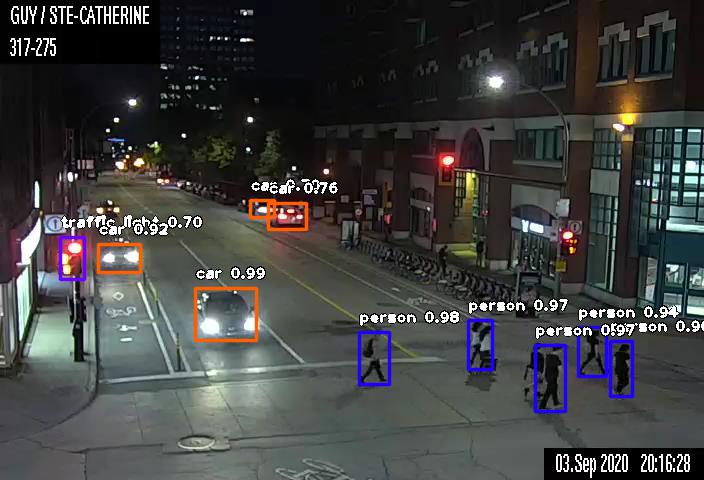 GUY / STE-CATHERINE
317-275
car 0.76
traffic light 0.70
car 0.92
car 0.99
person 0.97
person 0.94
person 0.98
person 0.97
03.Sep 2020 20:16:28